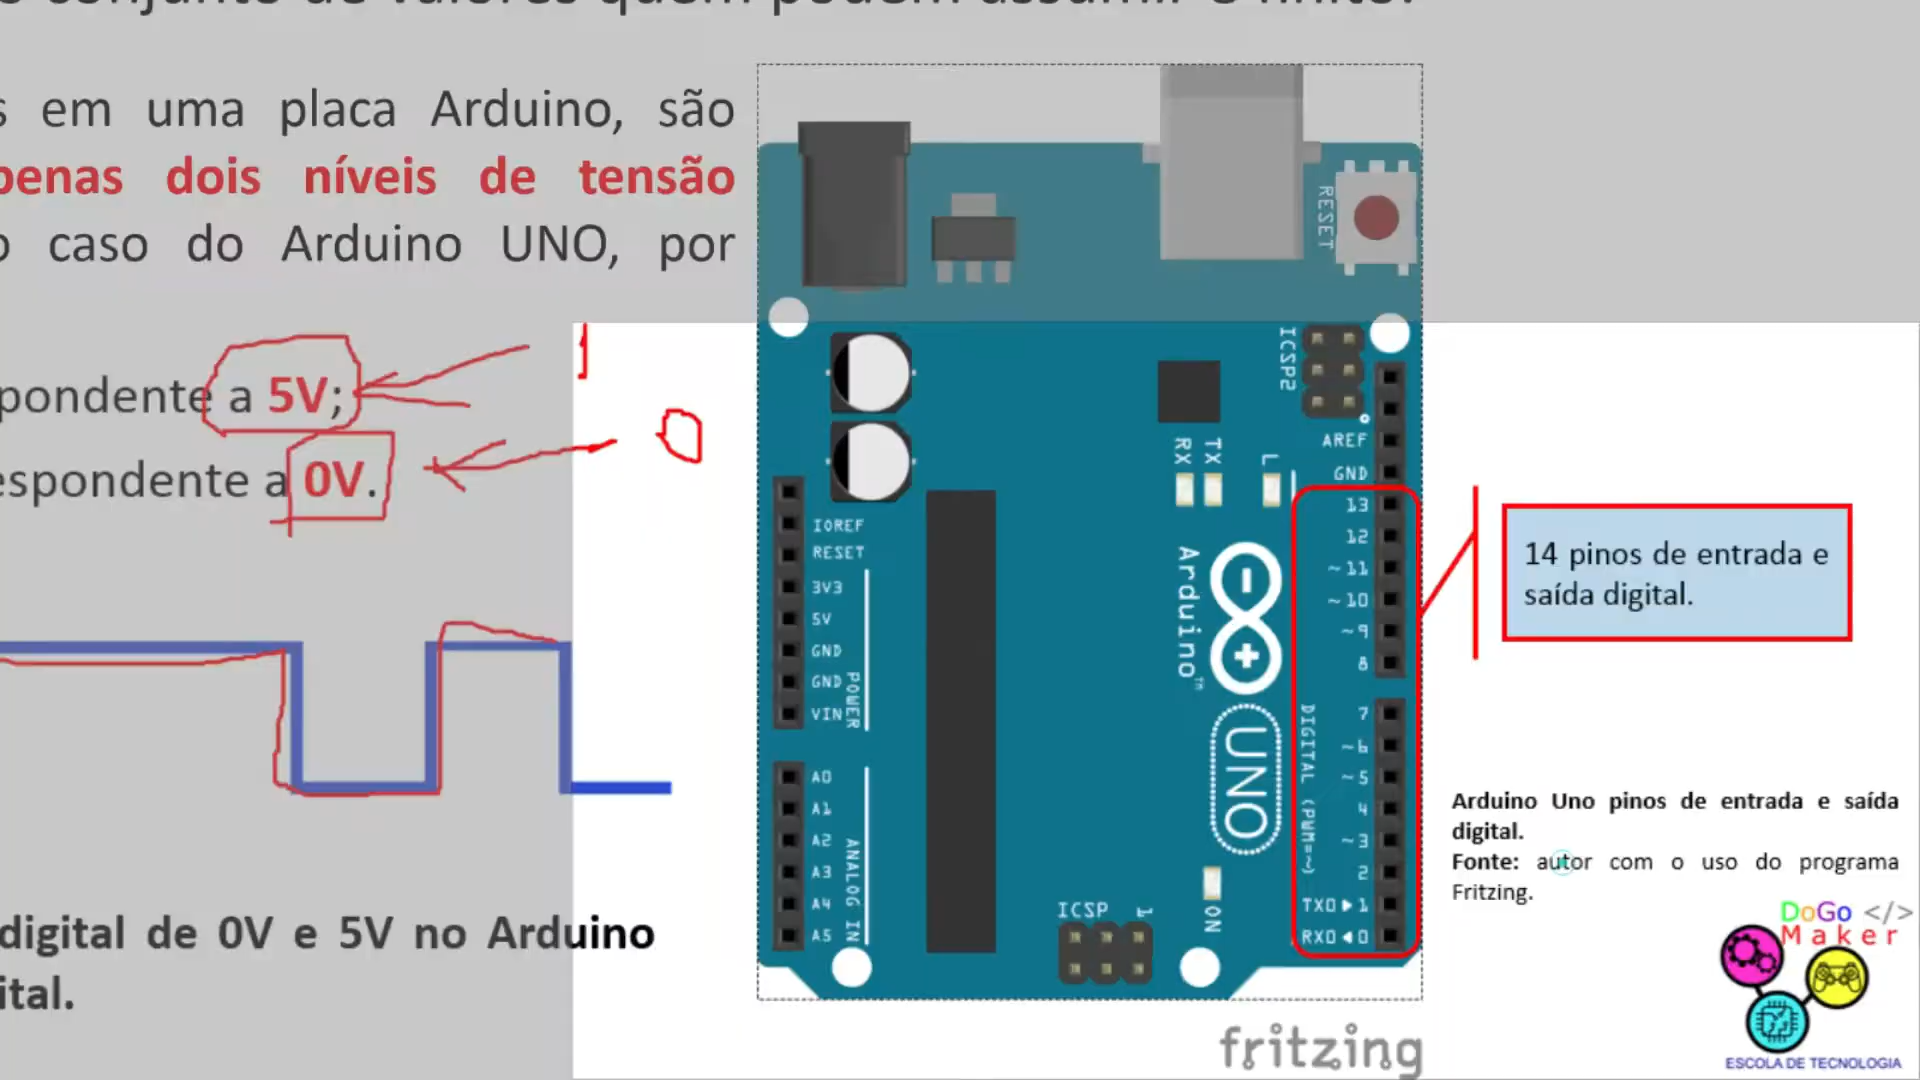 s em uma placa Arduino, são
penas dois níveis de tensão
o caso do Arduino UNO, por
pondente a 5V;
espondente a 0V.
1
0
digital de 0V e 5V no Arduino
ital.
RESET
ICSP2
AREF
GND
13
12
~11
~10
~9
8
7
~6
~5
4
~3
2
TX0▶1
RX0◀0
DIGITAL (PWM=~)
RX
TX
L
Arduino™
UNO
ON
ICSP
1
IOREF
RESET
3V3
5V
GND
GND
VIN
POWER
A0
A1
A2
A3
A4
A5
ANALOG IN
fritzing
14 pinos de entrada e
saída digital.
Arduino Uno pinos de entrada e saída
digital.
Fonte: autor com o uso do programa
Fritzing.
DoGo </>
Maker
ESCOLA DE TECNOLOGIA